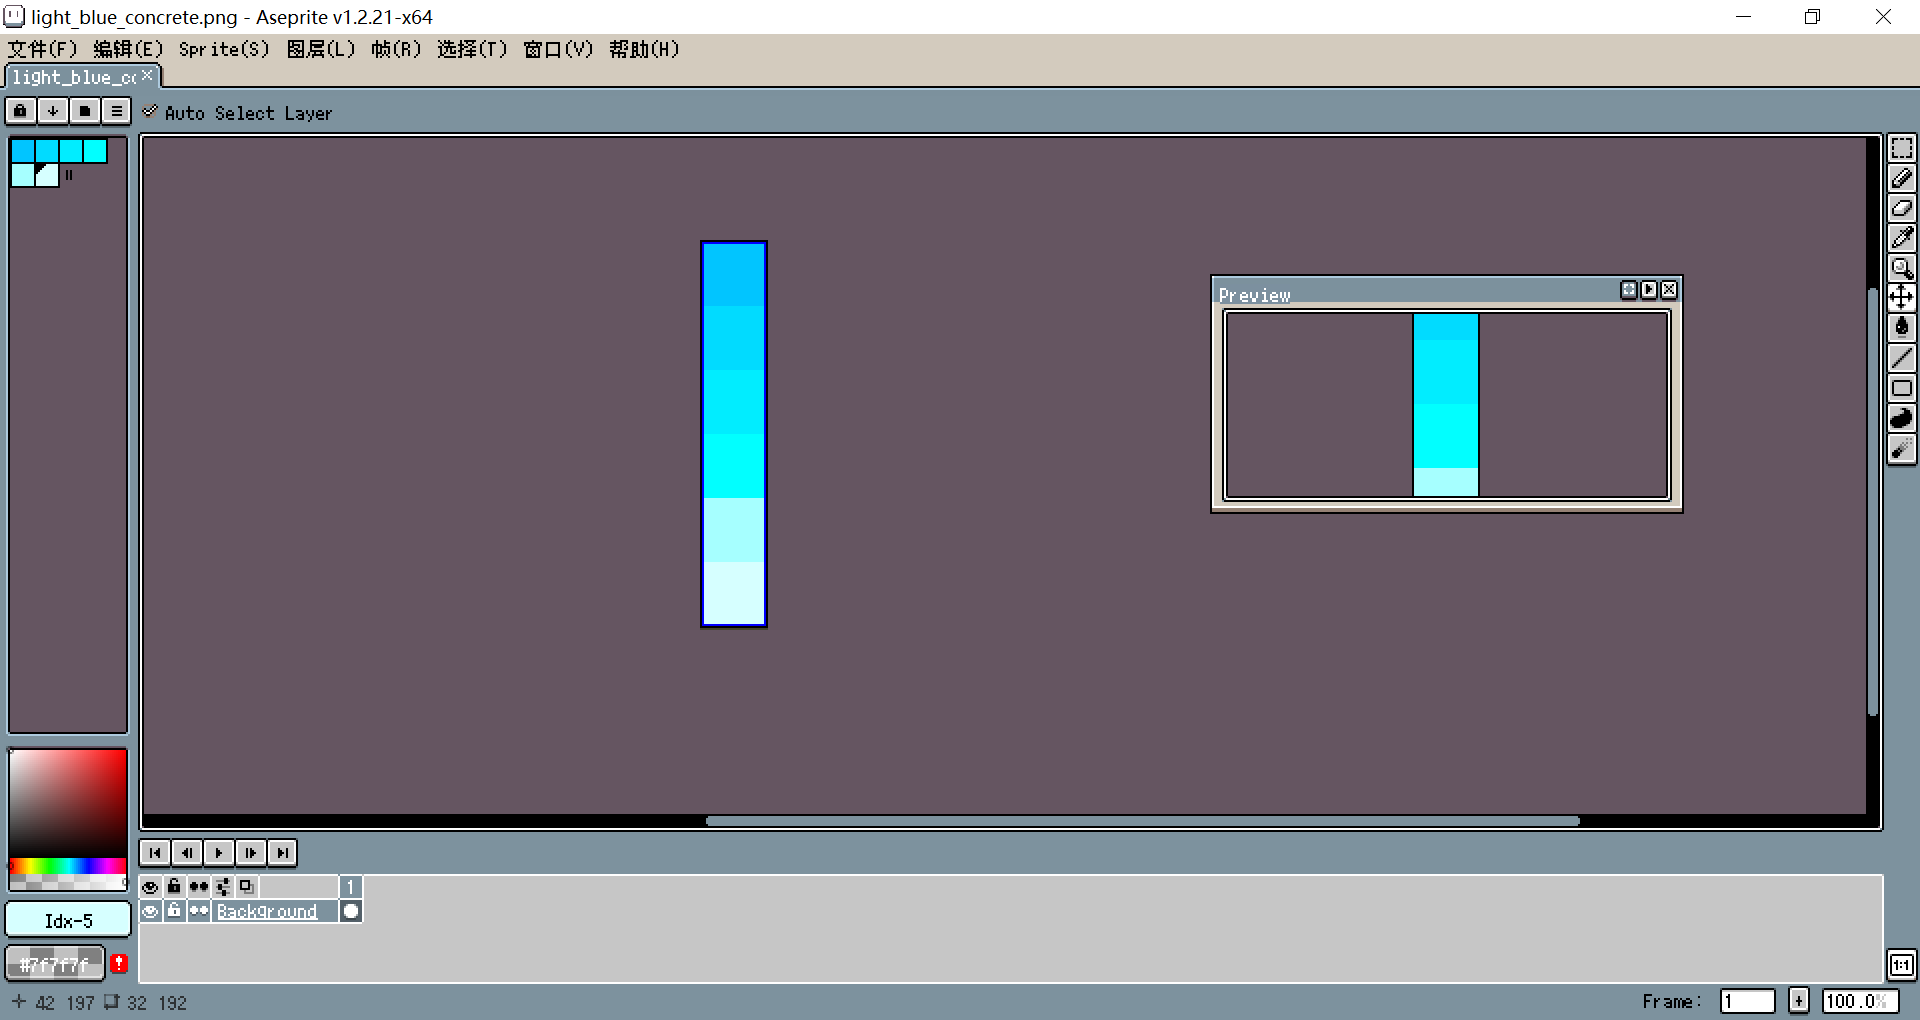 light_blue_concrete.png - Aseprite v1.2.21-x64
文件(F) 编辑(E) Sprite(S) 图层(L) 帧(R) 选择(T) 窗口(V) 帮助(H)
light_blue_co
Auto Select Layer
Preview
1
Background
Idx-5
#7f7f7f
1:1
42 197 32 192
Frame: 1 + 100.0%